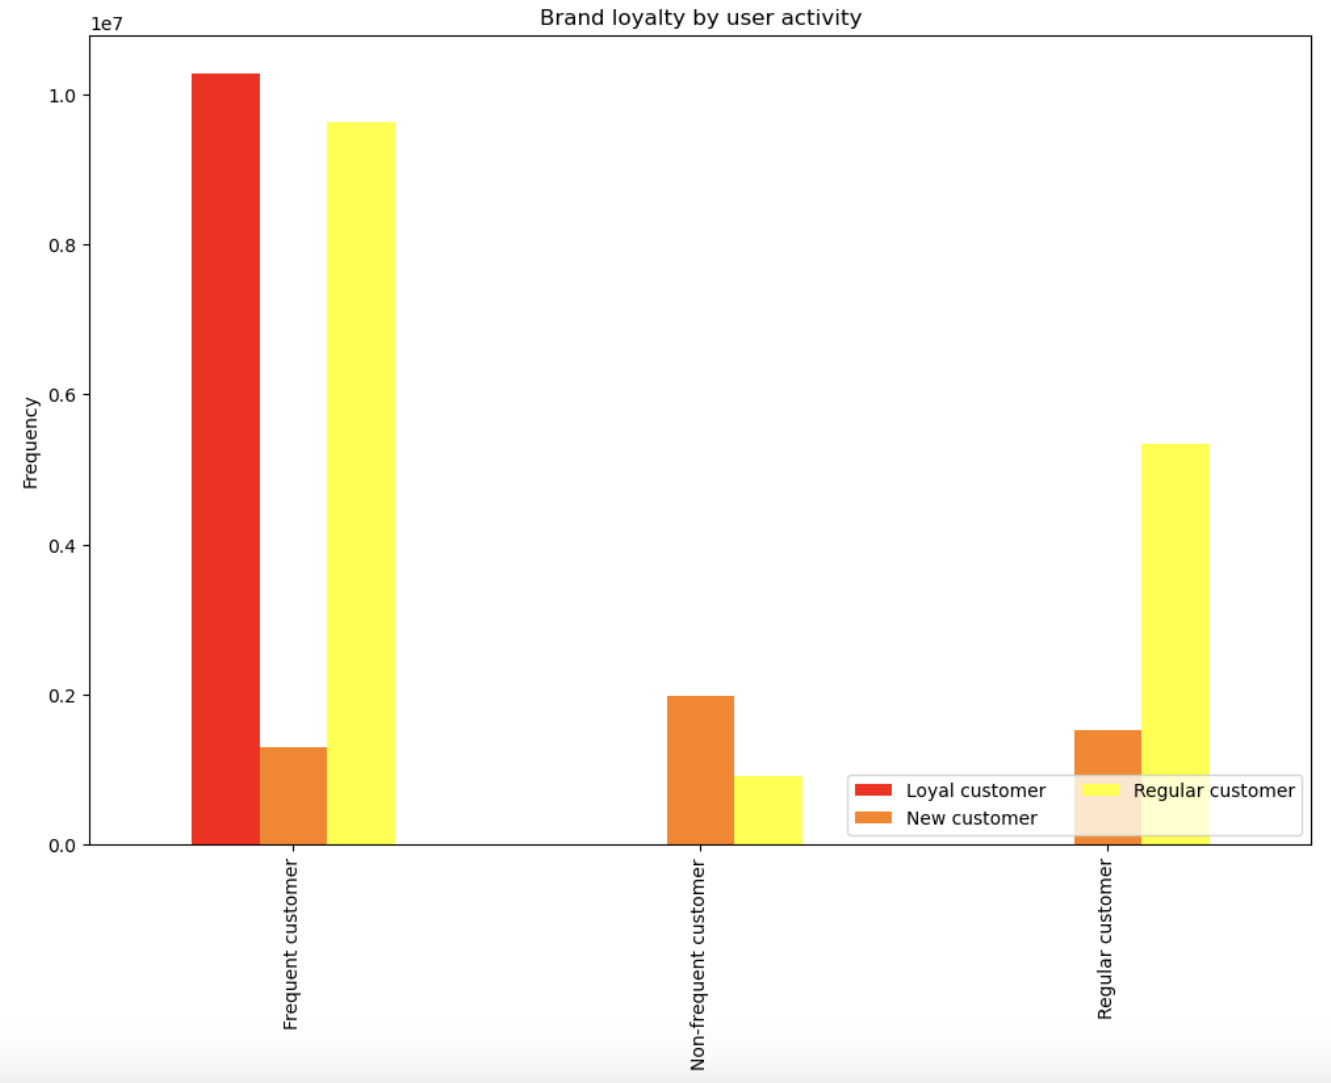 Brand loyalty by user activity
1e7
1.0
0.8
0.6
0.4
0.2
0.0
Frequency
Loyal customer
New customer
Regular customer
Frequent customer
Non-frequent customer
Regular customer